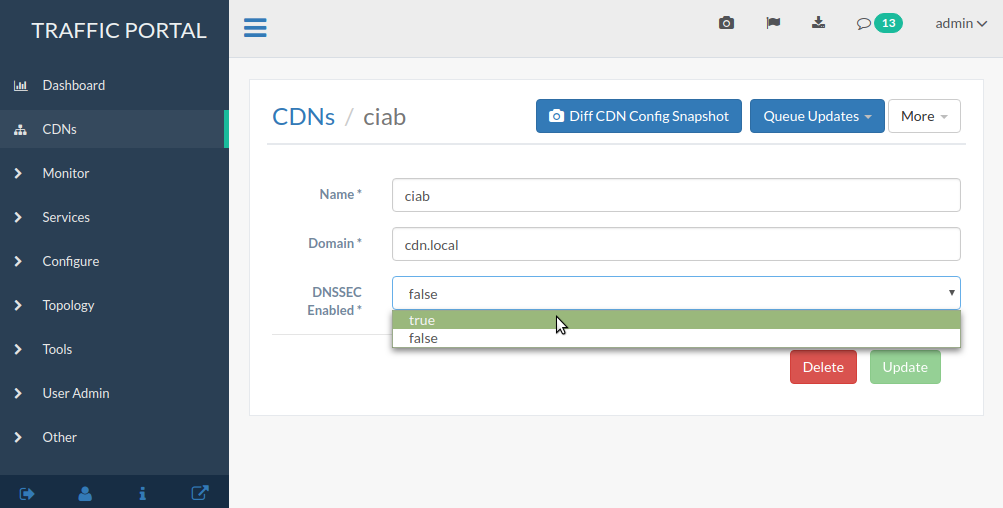 TRAFFIC PORTAL
13
admin
Dashboard
CDNs
Monitor
Services
Configure
Topology
Tools
User Admin
Other
CDNs / ciab
Diff CDN Config Snapshot
Queue Updates
More
Name *
ciab
Domain *
cdn.local
DNSSEC
Enabled *
false
true
false
Delete
Update